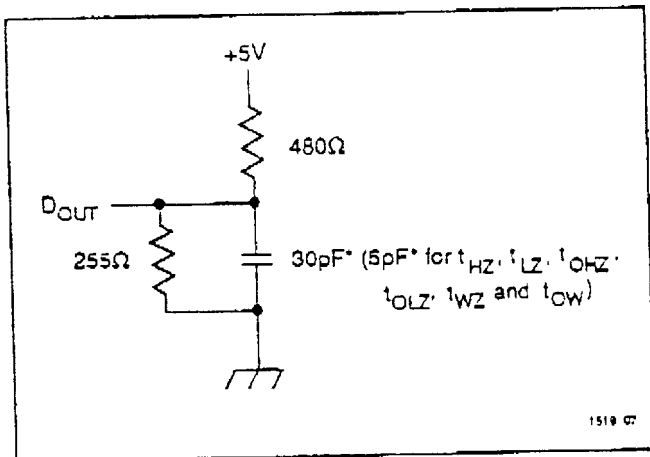 +5V
480Ω
DOUT
255Ω
30pF* (5pF* for tHZ, tLZ, tOHZ,
tOLZ, tWZ and tOW)
1519 07